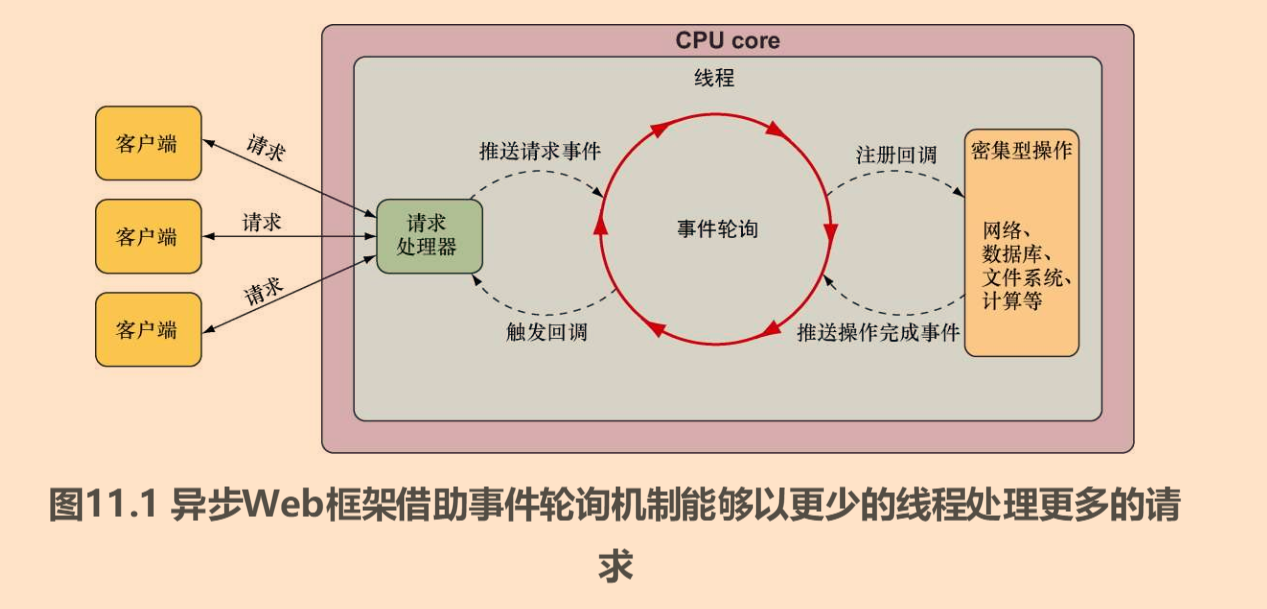 CPU core
线程
客户端
客户端
客户端
请求
请求
请求
请求
处理器
推送请求事件
触发回调
事件轮询
注册回调
推送操作完成事件
密集型操作
网络、
数据库、
文件系统、
计算等
图11.1 异步Web框架借助事件轮询机制能够以更少的线程处理更多的请
求